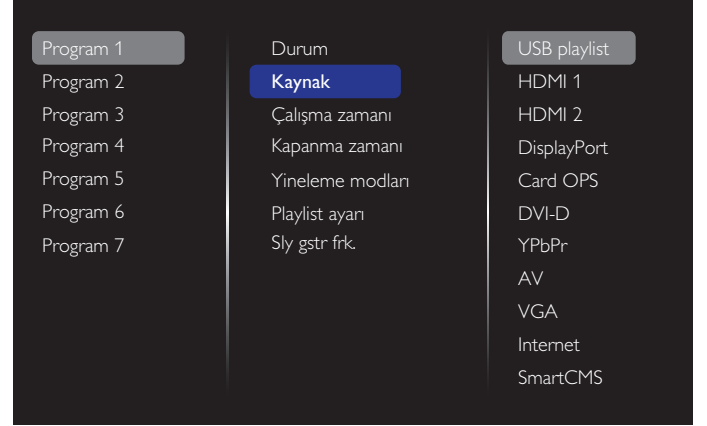 Program 1
Program 2
Program 3
Program 4
Program 5
Program 6
Program 7
Durum
Kaynak
Çalışma zamanı
Kapanma zamanı
Yineleme modları
Playlist ayarı
Sly gstr frk.
USB playlist
HDMI 1
HDMI 2
DisplayPort
Card OPS
DVI-D
YPbPr
AV
VGA
Internet
SmartCMS